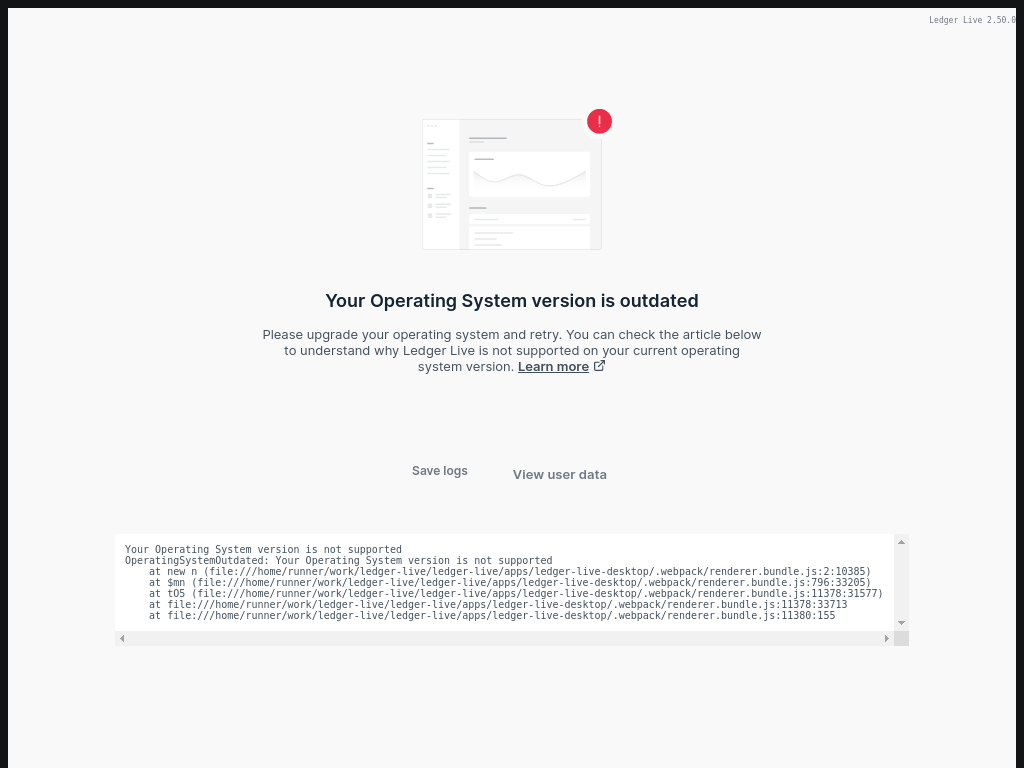 Ledger Live 2.50.0
!
Your Operating System version is outdated
Please upgrade your operating system and retry. You can check the article below
to understand why Ledger Live is not supported on your current operating
system version. Learn more
Save logs
View user data
Your Operating System version is not supported
OperatingSystemOutdated: Your Operating System version is not supported
    at new n (file:///home/runner/work/ledger-live/ledger-live/apps/ledger-live-desktop/.webpack/renderer.bundle.js:2:10385)
    at $mn (file:///home/runner/work/ledger-live/ledger-live/apps/ledger-live-desktop/.webpack/renderer.bundle.js:796:33205)
    at tO5 (file:///home/runner/work/ledger-live/ledger-live/apps/ledger-live-desktop/.webpack/renderer.bundle.js:11378:31577)
    at file:///home/runner/work/ledger-live/ledger-live/apps/ledger-live-desktop/.webpack/renderer.bundle.js:11378:33713
    at file:///home/runner/work/ledger-live/ledger-live/apps/ledger-live-desktop/.webpack/renderer.bundle.js:11380:155